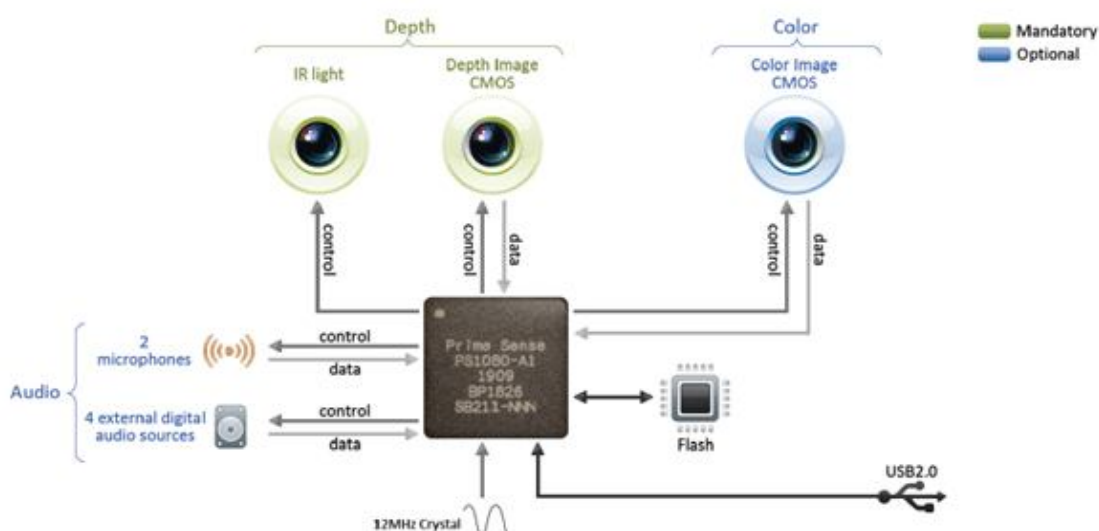 Depth
Color
Mandatory
Optional
IR light
Depth Image
CMOS
Color Image
CMOS
control
control
data
control
data
Audio
2
microphones
control
data
4 external digital
audio sources
control
data
Prime Sense
PS1080-A1
1909
BP1826
SB211-NNN
Flash
USB2.0
12MHz Crystal